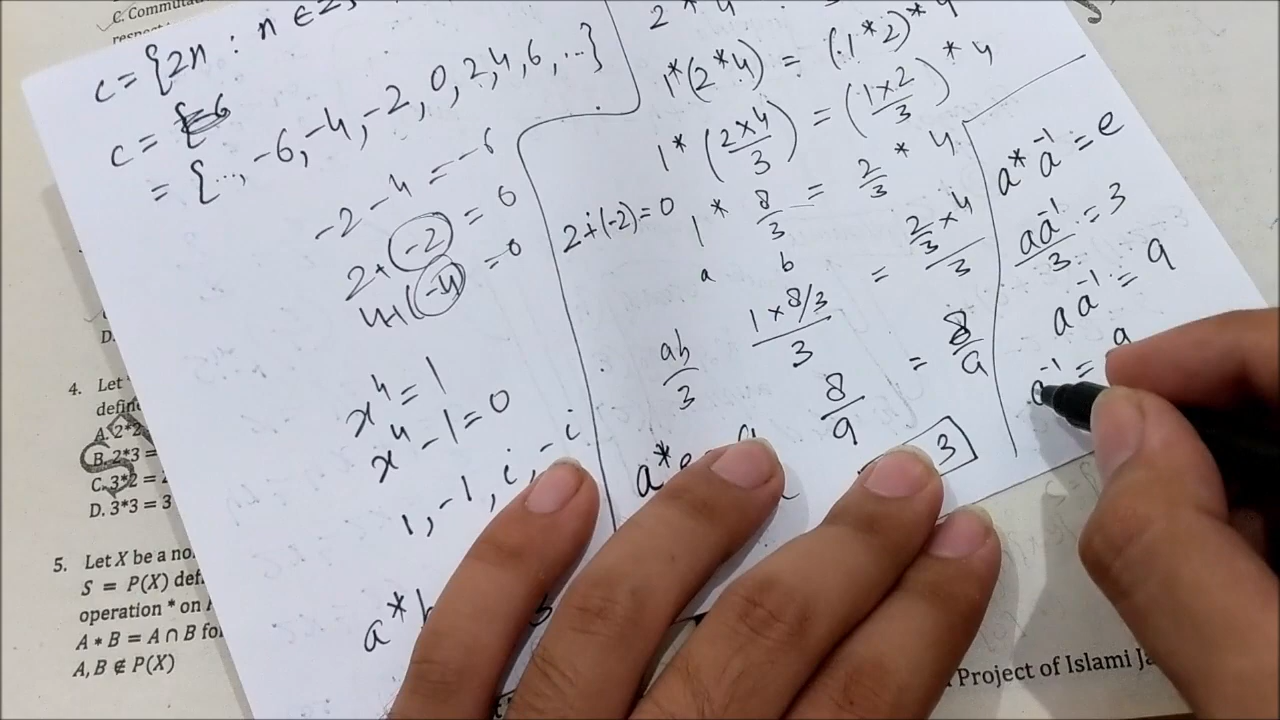 C. Commutat
respect
c = {2n : n ∈ Z,
c =
= {..., -6, -4, -2, 0, 2, 4, 6, ...}
-2 - 4 = -6
2 + (-2) = 0
4 + (-4) = 0
x⁴ = 1
x⁴ - 1 = 0
1, -1, i, -i
a*
2 * 4
1*(2*4) = (1*2)*4
1*(2×4/3) = (1×2/3)*4
2+(-2)=0
1 * 8/3 = 2/3 * 4
a b
= 2/3×4/3
ab/3
1×8/3/3
8/9
= 8/9
a*
3
a*a⁻¹ = e
aa⁻¹/3 = 3
aa⁻¹ = 9
a⁻¹ = 9
D.
4. Let
define
A. 2*2
B. 2*3 =
C. 3*2 =
D. 3*3 = 3
5. Let X be a no
S = P(X) def
operation * on
A * B = A ∩ B fo
A, B ∉ P(X)
Project of Islami Ja